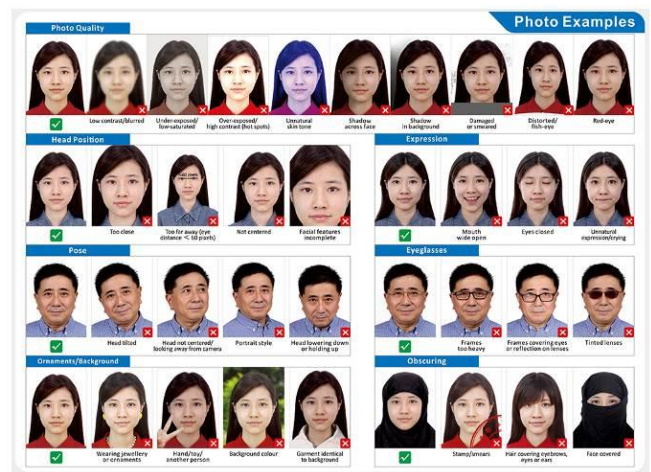 Photo Examples
Photo Quality
Low contrast/blurred
Under-exposed/
low-saturated
Over-exposed/
high contrast (hot spots)
Unnatural
skin tone
Shadow
across face
Shadow
in background
Damaged
or smeared
Distorted/
fish-eye
Red-eye
Head Position
Too close
Too far away (eye
distance < 60 pixels)
Not centered
Facial features
incomplete
Expression
Mouth
wide open
Eyes closed
Unnatural
expression/crying
Pose
Head tilted
Head not centered/
looking away from camera
Portrait style
Head lowering down
or holding up
Eyeglasses
Frames
too heavy
Frames covering eyes
or reflection on lenses
Tinted lenses
Ornaments/Background
Wearing jewellery
or ornaments
Hand/toy/
another person
Background colour
Garment identical
to background
Obscuring
Stamp/smears
Hair covering eyebrows,
eyes or ears
Face covered